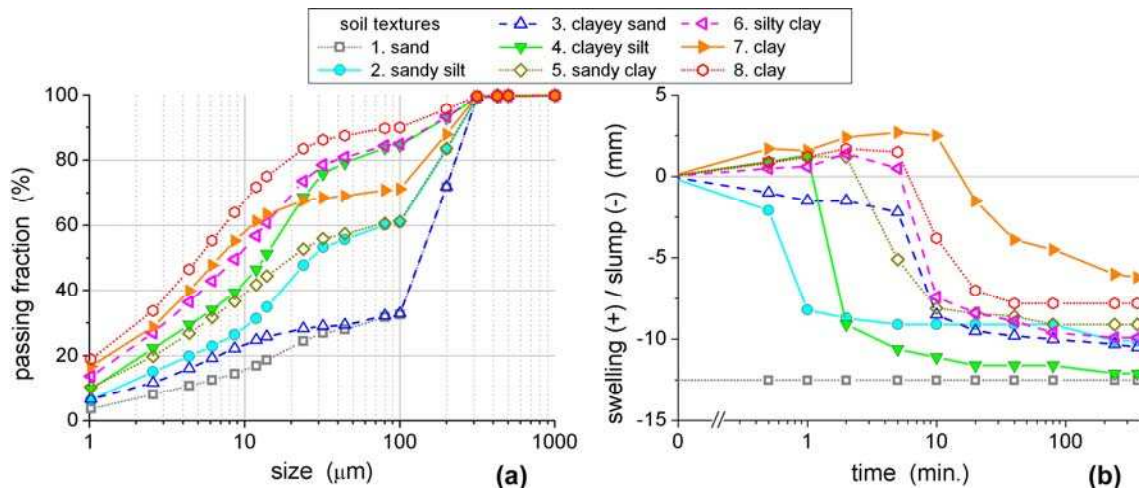 soil textures
1. sand
2. sandy silt
3. clayey sand
4. clayey silt
5. sandy clay
6. silty clay
7. clay
8. clay
100
80
60
40
20
0
passing fraction (%)
1
10
100
1000
size (μm)
(a)
5
0
-5
-10
-15
swelling (+) / slump (-) (mm)
0
1
10
100
time (min.)
(b)